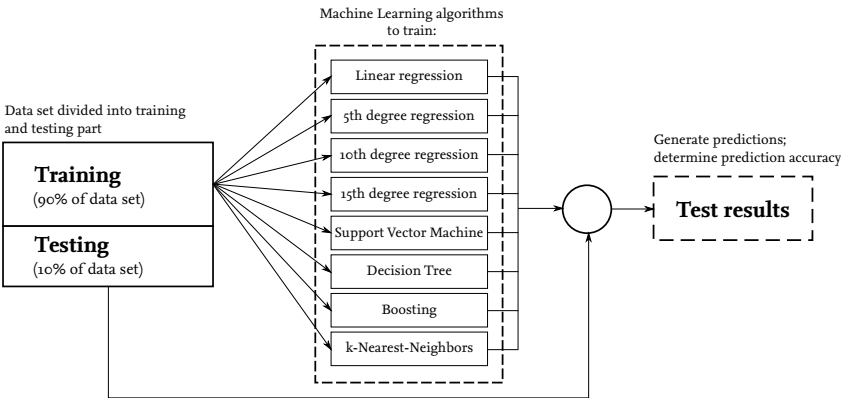 Machine Learning algorithms
to train:
Data set divided into training
and testing part
Training
(90% of data set)
Testing
(10% of data set)
Linear regression
5th degree regression
10th degree regression
15th degree regression
Support Vector Machine
Decision Tree
Boosting
k-Nearest-Neighbors
Generate predictions;
determine prediction accuracy
Test results